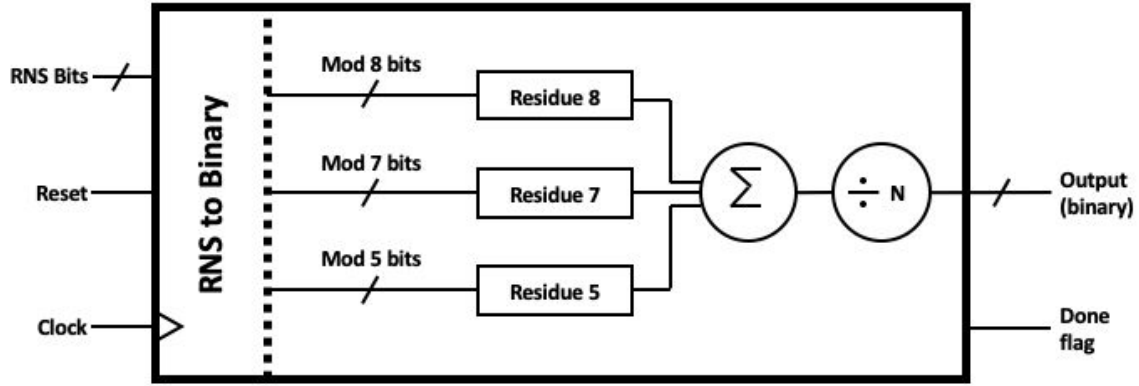 RNS Bits
Reset
Clock
RNS to Binary
Mod 8 bits
Residue 8
Mod 7 bits
Residue 7
Mod 5 bits
Residue 5
Σ
÷ N
Output
(binary)
Done
flag